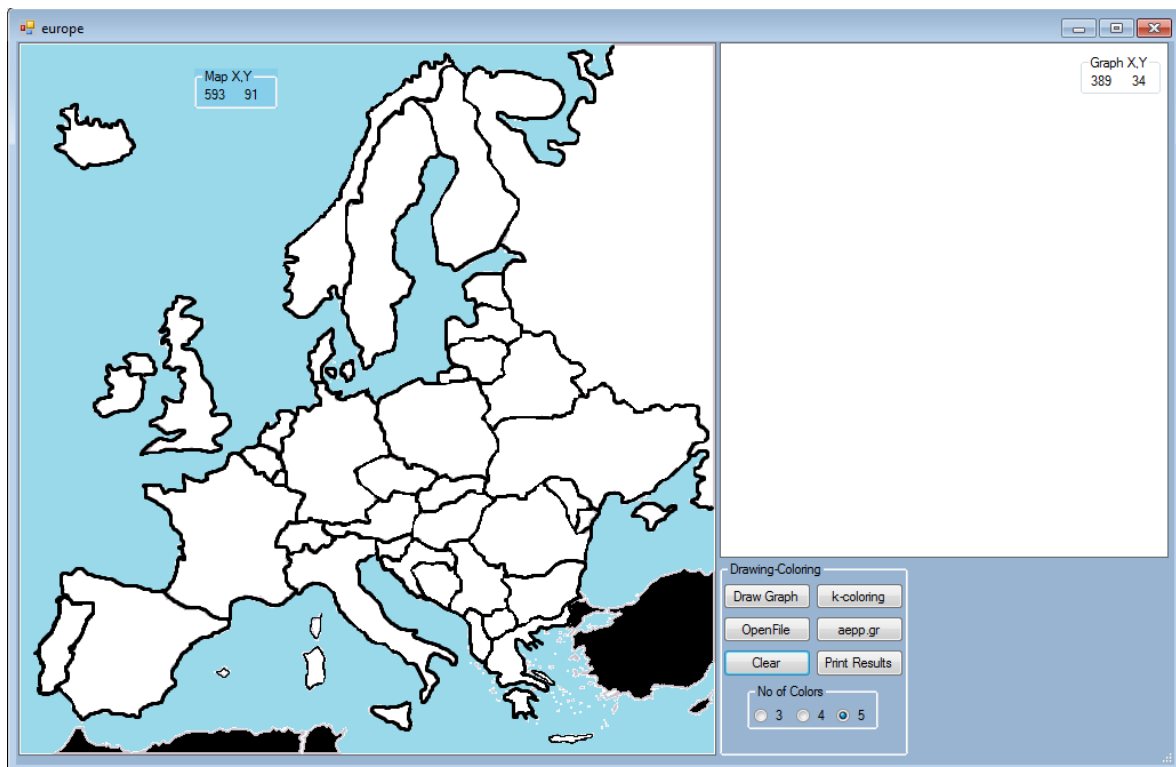 europe
Map X,Y
593 91
Graph X,Y
389 34
Drawing-Coloring
Draw Graph
k-coloring
OpenFile
aepp.gr
Clear
Print Results
No of Colors
3 4 5